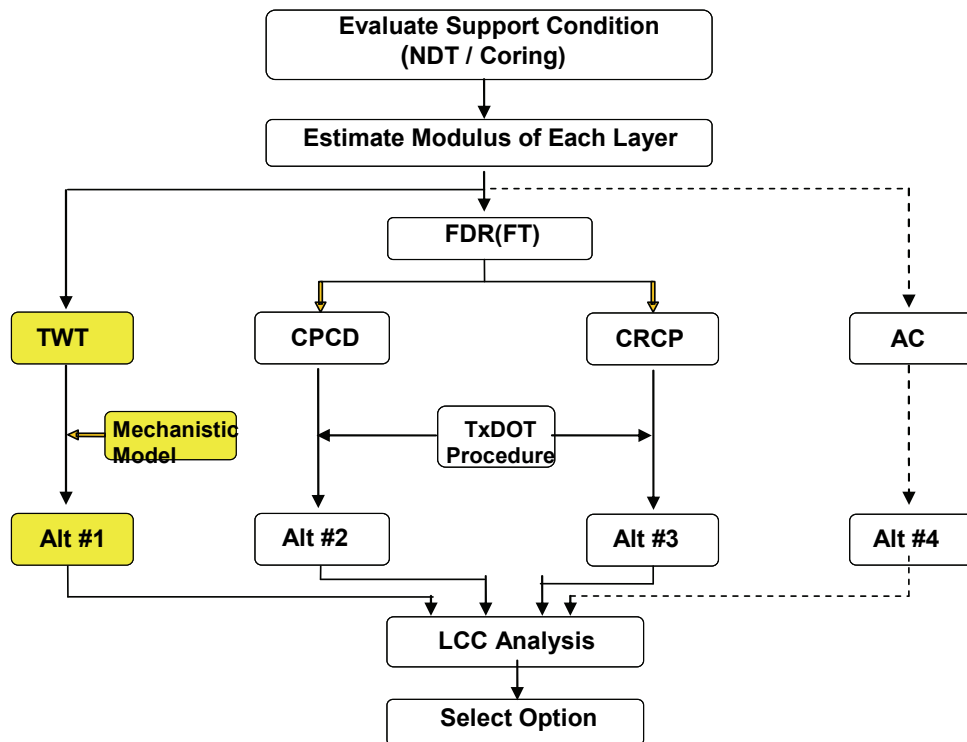 Evaluate Support Condition
(NDT / Coring)
Estimate Modulus of Each Layer
FDR(FT)
TWT
CPCD
CRCP
AC
Mechanistic
Model
TxDOT
Procedure
Alt #1
Alt #2
Alt #3
Alt #4
LCC Analysis
Select Option